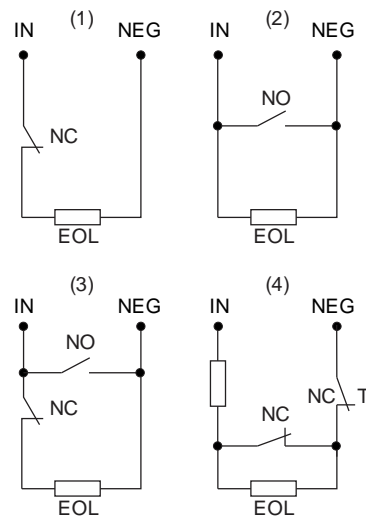 (1)
IN NEG
NC
EOL
(2)
IN NEG
NO
EOL
(3)
IN NEG
NO
NC
EOL
(4)
IN NEG
NC T
NC
EOL